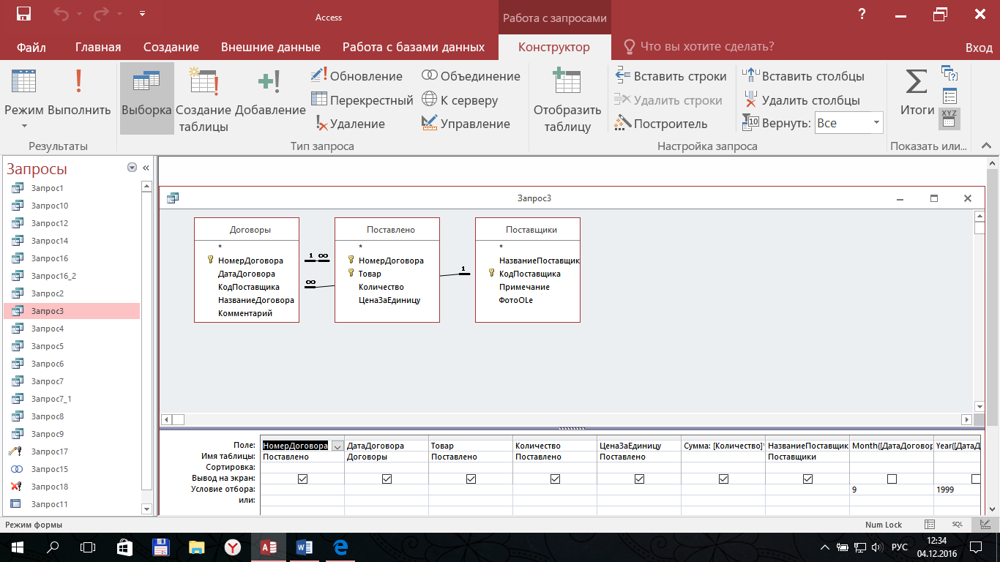 Access
Работа с запросами
?
Файл
Главная
Создание
Внешние данные
Работа с базами данных
Конструктор
Что вы хотите сделать?
Вход
Режим
Выполнить
Выборка
Создание таблицы
Добавление
Обновление
Перекрестный
Удаление
Объединение
К серверу
Управление
Отобразить таблицу
Вставить строки
Удалить строки
Построитель
Вставить столбцы
Удалить столбцы
10 Вернуть: Все
Итоги
XYZ
Результаты
Тип запроса
Настройка запроса
Показать или...
Запросы
Запрос1
Запрос10
Запрос12
Запрос14
Запрос16
Запрос16_2
Запрос2
Запрос3
Запрос4
Запрос5
Запрос6
Запрос7
Запрос7_1
Запрос8
Запрос9
Запрос17
Запрос15
Запрос18
Запрос11
Запрос3
Договоры
*
НомерДоговора
ДатаДоговора
КодПоставщика
НазваниеДоговора
Комментарий
1 ∞
∞
Поставлено
*
НомерДоговора
Товар
Количество
ЦенаЗаЕдиницу
1
Поставщики
*
НазваниеПоставщик
КодПоставщика
Примечание
ФотоOLe
Поле: НомерДоговора ДатаДоговора Товар Количество ЦенаЗаЕдиницу Сумма: [Количество]* НазваниеПоставщик Month([ДатаДоговор Year([ДатаД
Имя таблицы: Поставлено Договоры Поставлено Поставлено Поставлено Поставщики
Сортировка:
Вывод на экран:
Условие отбора: 9 1999
или:
Режим формы
Num Lock
SQL
РУС
12:34
04.12.2016